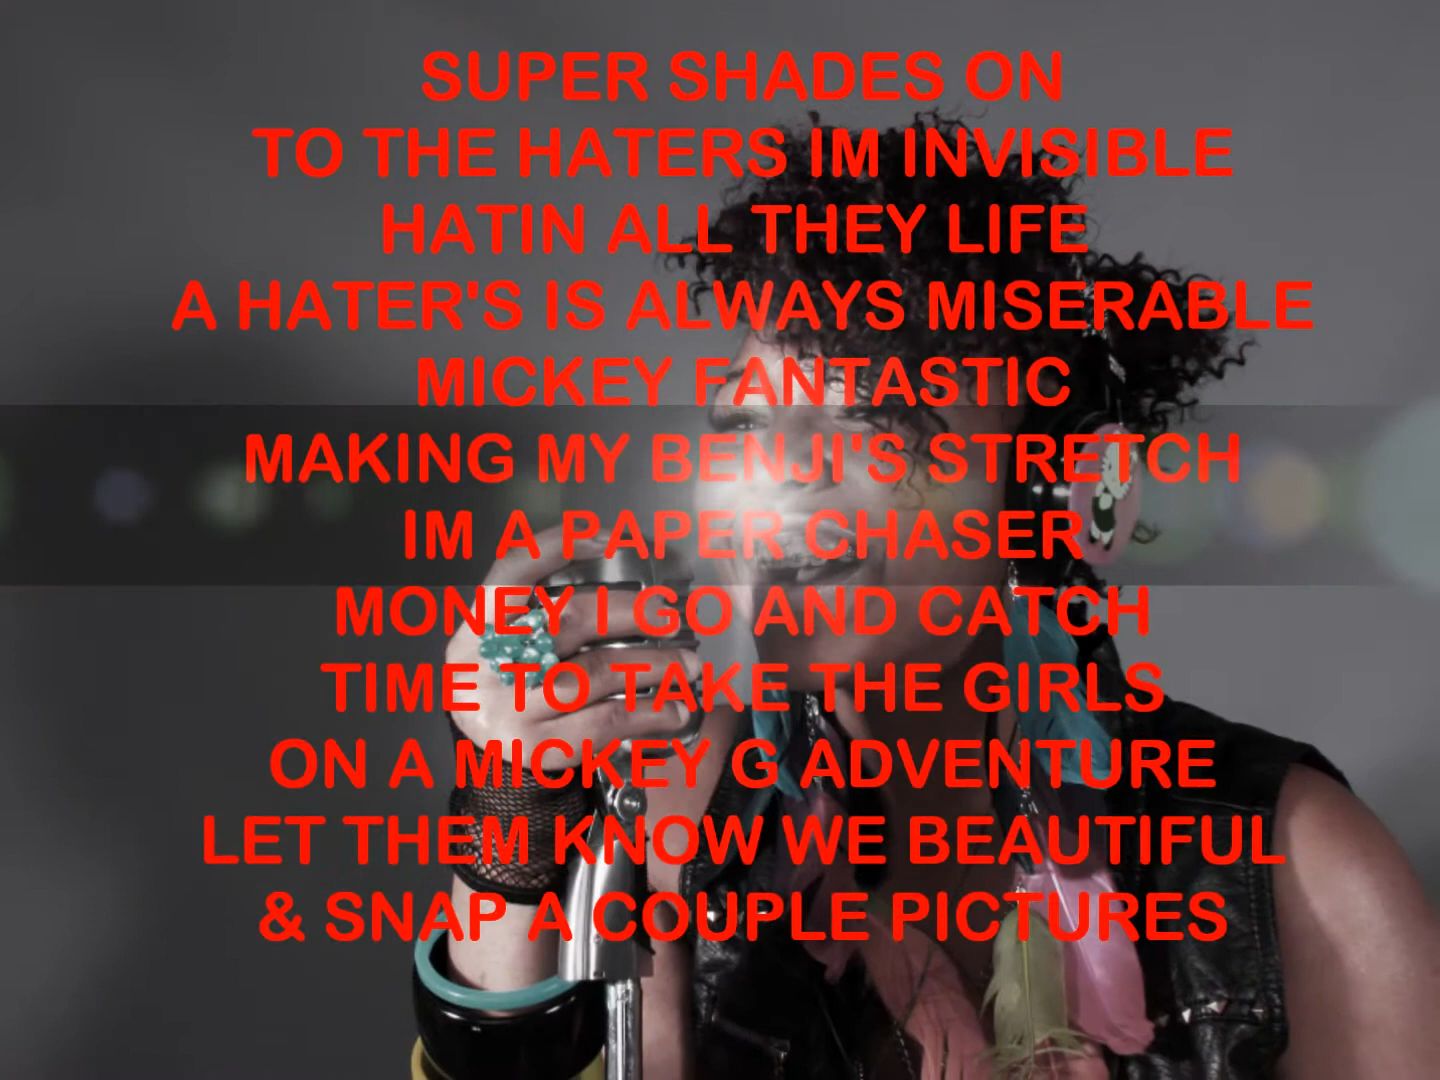 SUPER SHADES ON
TO THE HATERS IM INVISIBLE
HATIN ALL THEY LIFE
A HATER'S IS ALWAYS MISERABLE
MICKEY FANTASTIC
MAKING MY BENJI'S STRETCH
IM A PAPER CHASER
MONEY I GO AND CATCH
TIME TO TAKE THE GIRLS
ON A MICKEY G ADVENTURE
LET THEM KNOW WE BEAUTIFUL
& SNAP A COUPLE PICTURES